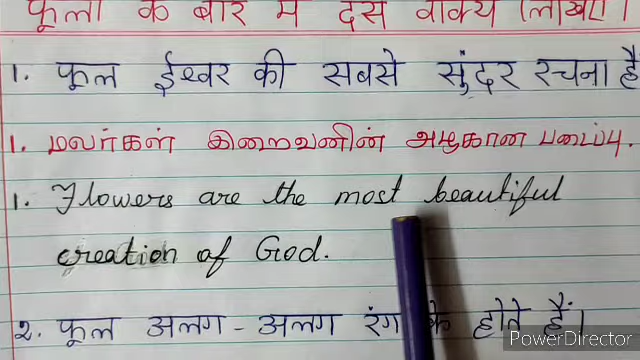 फूलों के बारे में दस वाक्य लिखिए।
1. फूल ईश्वर की सबसे सुंदर रचना है
1. மலர்கள் இறைவனின் அழகான படைப்பு.
1. Flowers are the most beautiful
creation of God.
2. फूल अलग - अलग रंग के होते हैं।
PowerDirector